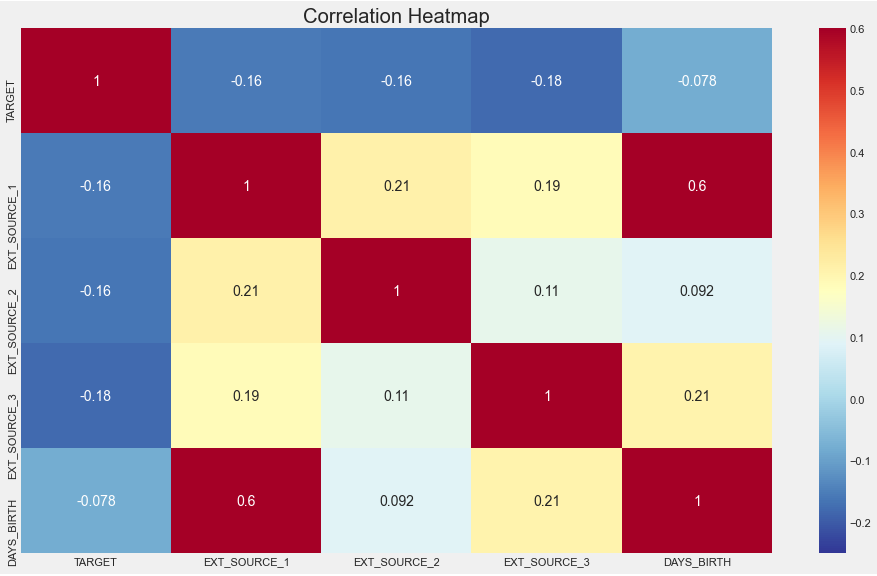 Correlation Heatmap
TARGET 1 -0.16 -0.16 -0.18 -0.078
EXT_SOURCE_1 -0.16 1 0.21 0.19 0.6
EXT_SOURCE_2 -0.16 0.21 1 0.11 0.092
EXT_SOURCE_3 -0.18 0.19 0.11 1 0.21
DAYS_BIRTH -0.078 0.6 0.092 0.21 1
TARGET EXT_SOURCE_1 EXT_SOURCE_2 EXT_SOURCE_3 DAYS_BIRTH
0.6
0.5
0.4
0.3
0.2
0.1
0.0
−0.1
−0.2